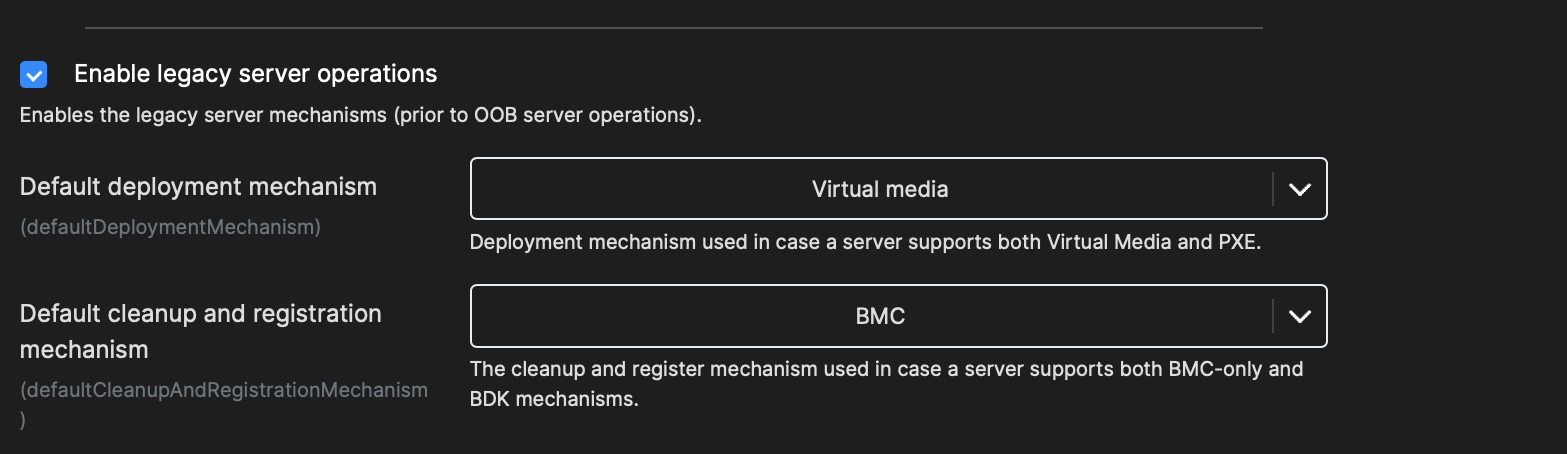 Enable legacy server operations
Enables the legacy server mechanisms (prior to OOB server operations).
Default deployment mechanism
(defaultDeploymentMechanism)
Virtual media
Deployment mechanism used in case a server supports both Virtual Media and PXE.
Default cleanup and registration
mechanism
(defaultCleanupAndRegistrationMechanism
)
BMC
The cleanup and register mechanism used in case a server supports both BMC-only and
BDK mechanisms.